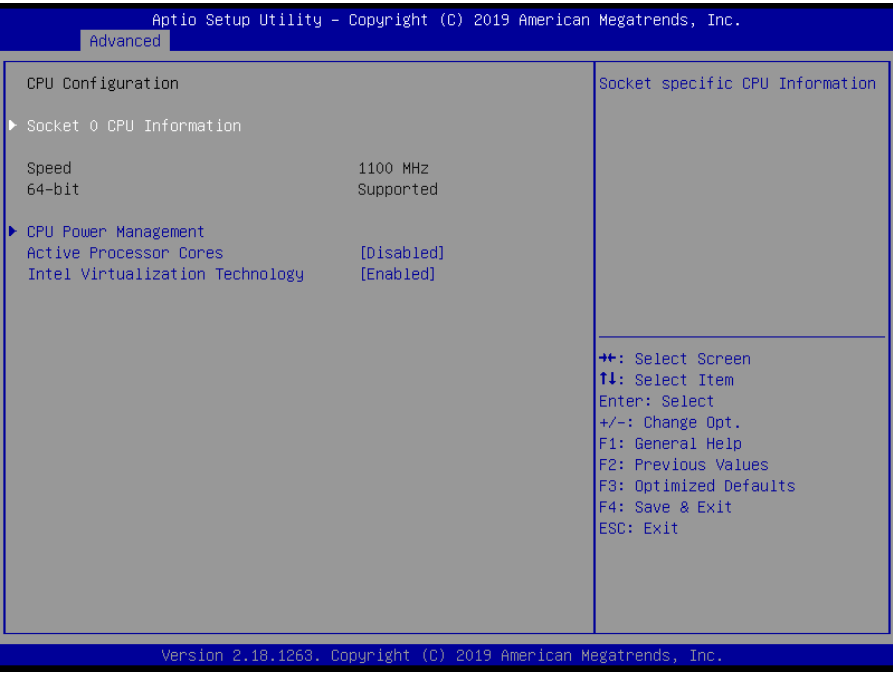 Aptio Setup Utility – Copyright (C) 2019 American Megatrends, Inc.
Advanced
CPU Configuration
Socket 0 CPU Information
Speed 1100 MHz
64-bit Supported
CPU Power Management
Active Processor Cores [Disabled]
Intel Virtualization Technology [Enabled]
Socket specific CPU Information
→←: Select Screen
↑↓: Select Item
Enter: Select
+/-: Change Opt.
F1: General Help
F2: Previous Values
F3: Optimized Defaults
F4: Save & Exit
ESC: Exit
Version 2.18.1263. Copyright (C) 2019 American Megatrends, Inc.